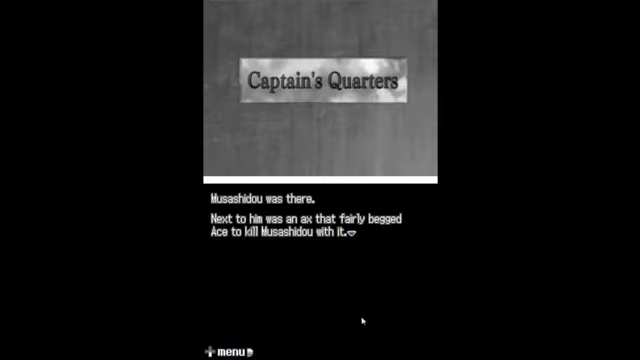 Captain's Quarters
Musashidou was there.
Next to him was an ax that fairly begged
Ace to kill Musashidou with it.
menu